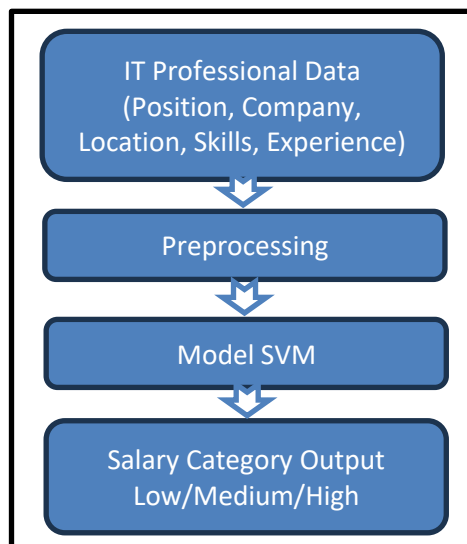 IT Professional Data
(Position, Company,
Location, Skills, Experience)
Preprocessing
Model SVM
Salary Category Output
Low/Medium/High